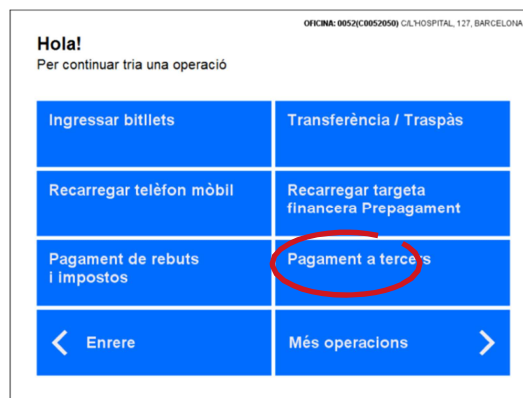 OFICINA: 0052(C0052050) C/L'HOSPITAL, 127, BARCELONA
Hola!
Per continuar tria una operació
Ingressar bitllets
Transferència / Traspàs
Recarregar telèfon mòbil
Recarregar targeta
financera Prepagament
Pagament de rebuts
i impostos
Pagament a tercers
Enrere
Més operacions